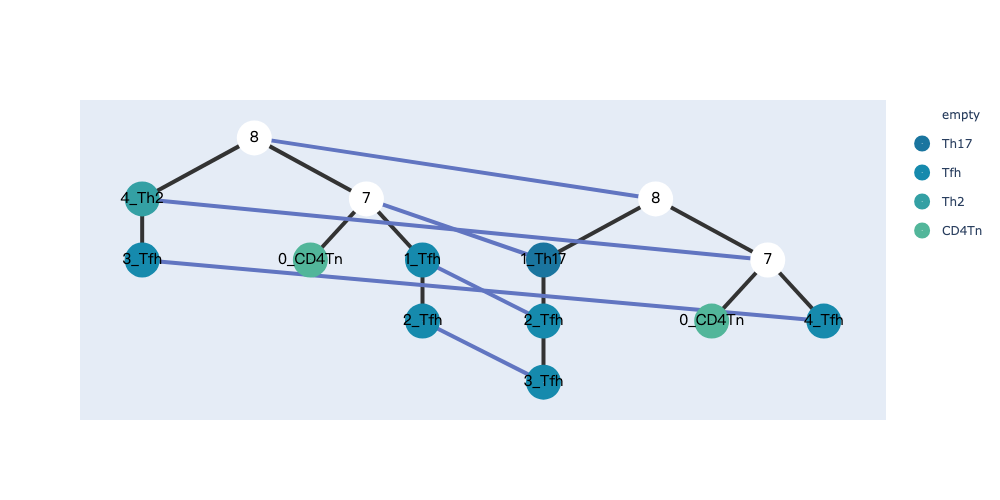 8
4_Th2
7
8
3_Tfh
0_CD4Tn
1_Tfh
1_Th17
7
2_Tfh
2_Tfh
0_CD4Tn
4_Tfh
3_Tfh
empty
Th17
Tfh
Th2
CD4Tn